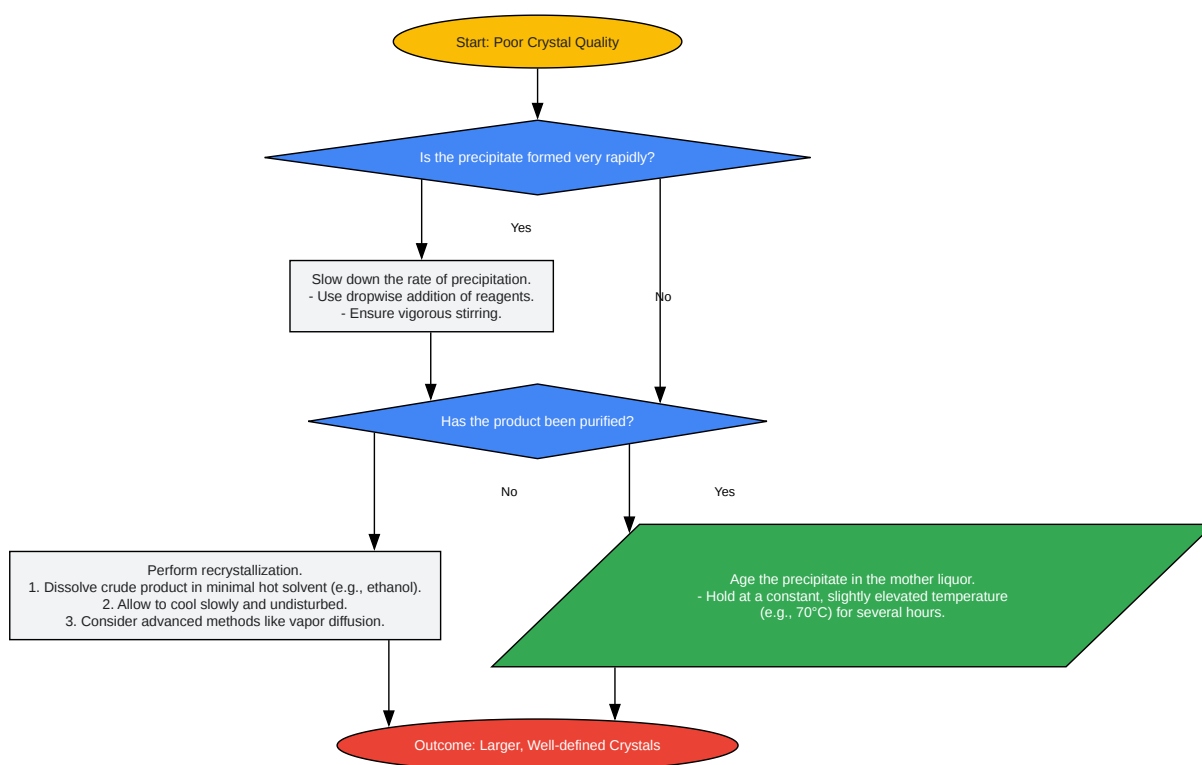 Start: Poor Crystal Quality
Is the precipitate formed very rapidly?
Yes
Slow down the rate of precipitation.
- Use dropwise addition of reagents.
- Ensure vigorous stirring.
No
Has the product been purified?
No
Yes
Perform recrystallization.
1. Dissolve crude product in minimal hot solvent (e.g., ethanol).
2. Allow to cool slowly and undisturbed.
3. Consider advanced methods like vapor diffusion.
Age the precipitate in the mother liquor.
- Hold at a constant, slightly elevated temperature
(e.g., 70°C) for several hours.
Outcome: Larger, Well-defined Crystals